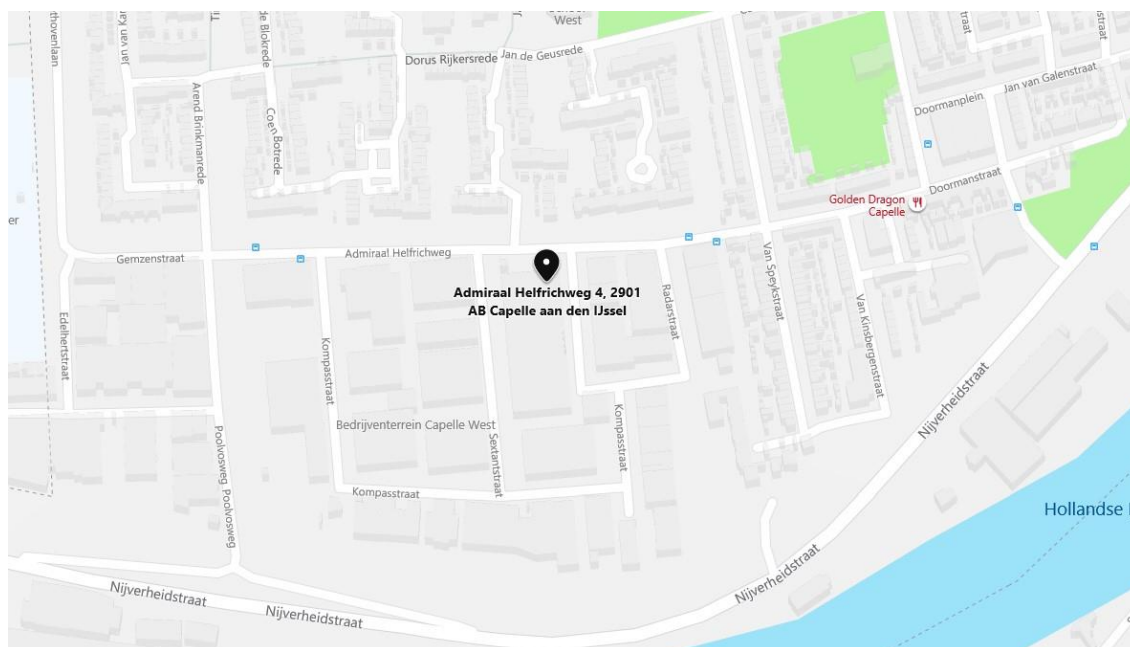 West
Dorus Rijkersrede
Jan de Geusrede
Arend Brinkmanrede
Coen Botrede
Jan van Galenstraat
Doormanplein
Doormanstraat
Golden Dragon
Capelle
Gemzenstraat
Admiraal Helfrichweg
Admiraal Helfrichweg 4, 2901
AB Capelle aan den IJssel
Edelhertstraat
Kompasstraat
Radarstraat
Van Speykstraat
Van Kinsbergenstraat
Nijverheidstraat
Bedrijventerrein Capelle West
Poolvosweg
Poolvosweg
Sextantstraat
Kompasstraat
Kompasstraat
Hollandse
Nijverheidstraat
Nijverheidstraat
Nijverheidstraat